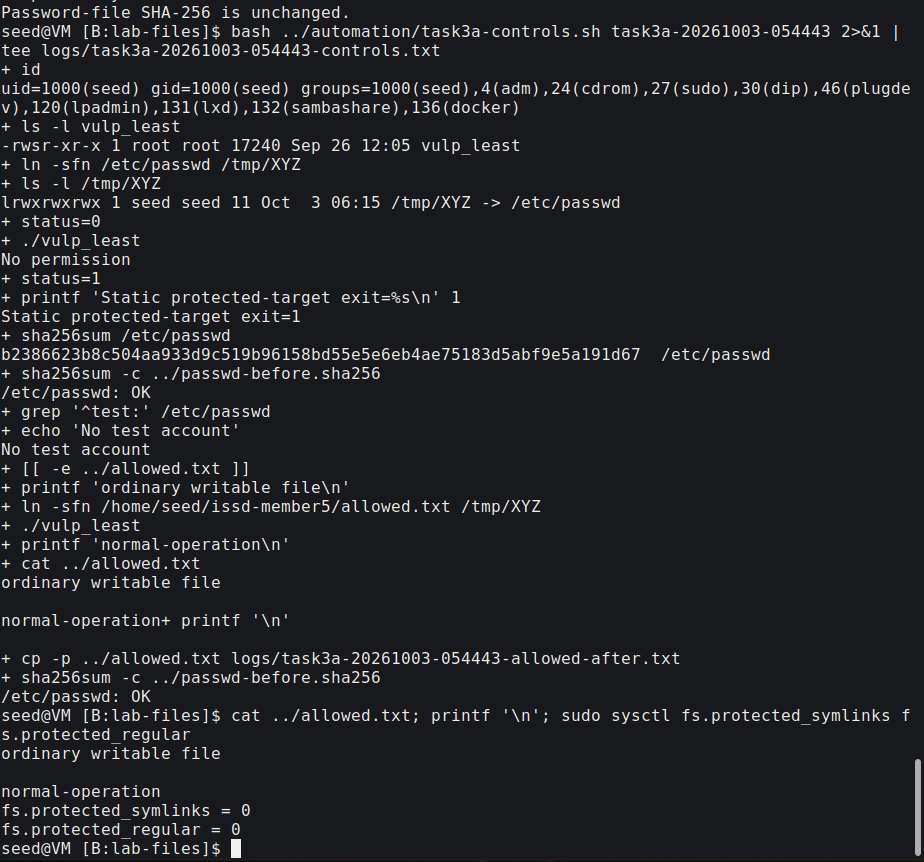 Password-file SHA-256 is unchanged.
seed@VM [B:lab-files]$ bash ../automation/task3a-controls.sh task3a-20261003-054443 2>&1 |
tee logs/task3a-20261003-054443-controls.txt
+ id
uid=1000(seed) gid=1000(seed) groups=1000(seed),4(adm),24(cdrom),27(sudo),30(dip),46(plugde
v),120(lpadmin),131(lxd),132(sambashare),136(docker)
+ ls -l vulp_least
-rwsr-xr-x 1 root root 17240 Sep 26 12:05 vulp_least
+ ln -sfn /etc/passwd /tmp/XYZ
+ ls -l /tmp/XYZ
lrwxrwxrwx 1 seed seed 11 Oct  3 06:15 /tmp/XYZ -> /etc/passwd
+ status=0
+ ./vulp_least
No permission
+ status=1
+ printf 'Static protected-target exit=%s\n' 1
Static protected-target exit=1
+ sha256sum /etc/passwd
b2386623b8c504aa933d9c519b96158bd55e5e6eb4ae75183d5abf9e5a191d67  /etc/passwd
+ sha256sum -c ../passwd-before.sha256
/etc/passwd: OK
+ grep '^test:' /etc/passwd
+ echo 'No test account'
No test account
+ [[ -e ../allowed.txt ]]
+ printf 'ordinary writable file\n'
+ ln -sfn /home/seed/issd-member5/allowed.txt /tmp/XYZ
+ ./vulp_least
+ printf 'normal-operation\n'
+ cat ../allowed.txt
ordinary writable file

normal-operation+ printf '\n'

+ cp -p ../allowed.txt logs/task3a-20261003-054443-allowed-after.txt
+ sha256sum -c ../passwd-before.sha256
/etc/passwd: OK
seed@VM [B:lab-files]$ cat ../allowed.txt; printf '\n'; sudo sysctl fs.protected_symlinks f
s.protected_regular
ordinary writable file

normal-operation
fs.protected_symlinks = 0
fs.protected_regular = 0
seed@VM [B:lab-files]$